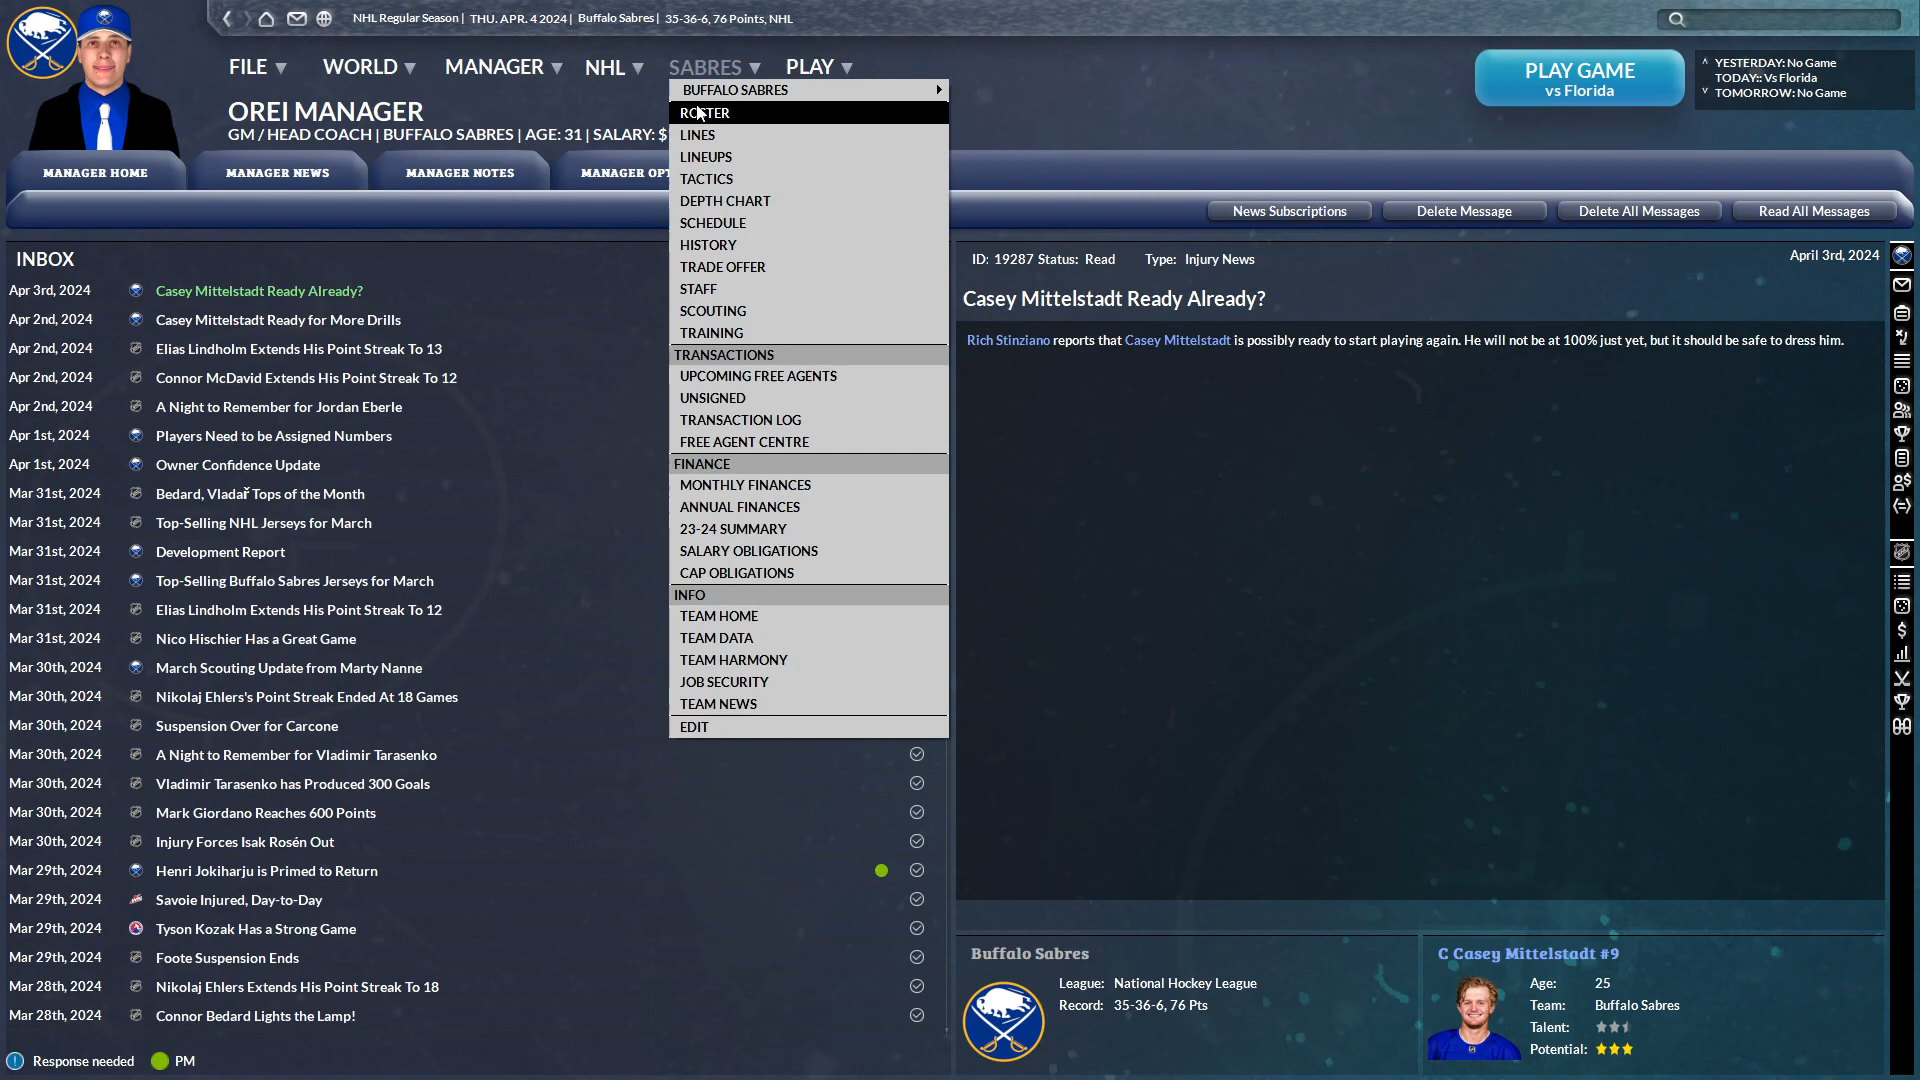 NHL Regular Season | THU. APR. 4 2024 | Buffalo Sabres | 35-36-6, 76 Points, NHL
FILE ▼ WORLD ▼ MANAGER ▼ NHL ▼ SABRES ▼ PLAY ▼
PLAY GAME
vs Florida
YESTERDAY: No Game
TODAY:: Vs Florida
TOMORROW: No Game
OREI MANAGER
GM / HEAD COACH | BUFFALO SABRES | AGE: 31 | SALARY: $
MANAGER HOME
MANAGER NEWS
MANAGER NOTES
MANAGER OPT
BUFFALO SABRES
ROSTER
LINES
LINEUPS
TACTICS
DEPTH CHART
SCHEDULE
HISTORY
TRADE OFFER
STAFF
SCOUTING
TRAINING
TRANSACTIONS
UPCOMING FREE AGENTS
UNSIGNED
TRANSACTION LOG
FREE AGENT CENTRE
FINANCE
MONTHLY FINANCES
ANNUAL FINANCES
23-24 SUMMARY
SALARY OBLIGATIONS
CAP OBLIGATIONS
INFO
TEAM HOME
TEAM DATA
TEAM HARMONY
JOB SECURITY
TEAM NEWS
EDIT
News Subscriptions
Delete Message
Delete All Messages
Read All Messages
INBOX
Apr 3rd, 2024 Casey Mittelstadt Ready Already?
Apr 2nd, 2024 Casey Mittelstadt Ready for More Drills
Apr 2nd, 2024 Elias Lindholm Extends His Point Streak To 13
Apr 2nd, 2024 Connor McDavid Extends His Point Streak To 12
Apr 2nd, 2024 A Night to Remember for Jordan Eberle
Apr 1st, 2024 Players Need to be Assigned Numbers
Apr 1st, 2024 Owner Confidence Update
Mar 31st, 2024 Bedard, Vladař Tops of the Month
Mar 31st, 2024 Top-Selling NHL Jerseys for March
Mar 31st, 2024 Development Report
Mar 31st, 2024 Top-Selling Buffalo Sabres Jerseys for March
Mar 31st, 2024 Elias Lindholm Extends His Point Streak To 12
Mar 31st, 2024 Nico Hischier Has a Great Game
Mar 30th, 2024 March Scouting Update from Marty Nanne
Mar 30th, 2024 Nikolaj Ehlers's Point Streak Ended At 18 Games
Mar 30th, 2024 Suspension Over for Carcone
Mar 30th, 2024 A Night to Remember for Vladimir Tarasenko
Mar 30th, 2024 Vladimir Tarasenko has Produced 300 Goals
Mar 30th, 2024 Mark Giordano Reaches 600 Points
Mar 30th, 2024 Injury Forces Isak Rosén Out
Mar 29th, 2024 Henri Jokiharju is Primed to Return
Mar 29th, 2024 Savoie Injured, Day-to-Day
Mar 29th, 2024 Tyson Kozak Has a Strong Game
Mar 29th, 2024 Foote Suspension Ends
Mar 28th, 2024 Nikolaj Ehlers Extends His Point Streak To 18
Mar 28th, 2024 Connor Bedard Lights the Lamp!
Response needed PM
ID: 19287 Status: Read Type: Injury News April 3rd, 2024
Casey Mittelstadt Ready Already?
Rich Stinziano reports that Casey Mittelstadt is possibly ready to start playing again. He will not be at 100% just yet, but it should be safe to dress him.
Buffalo Sabres
League: National Hockey League
Record: 35-36-6, 76 Pts
C Casey Mittelstadt #9
Age: 25
Team: Buffalo Sabres
Talent:
Potential: